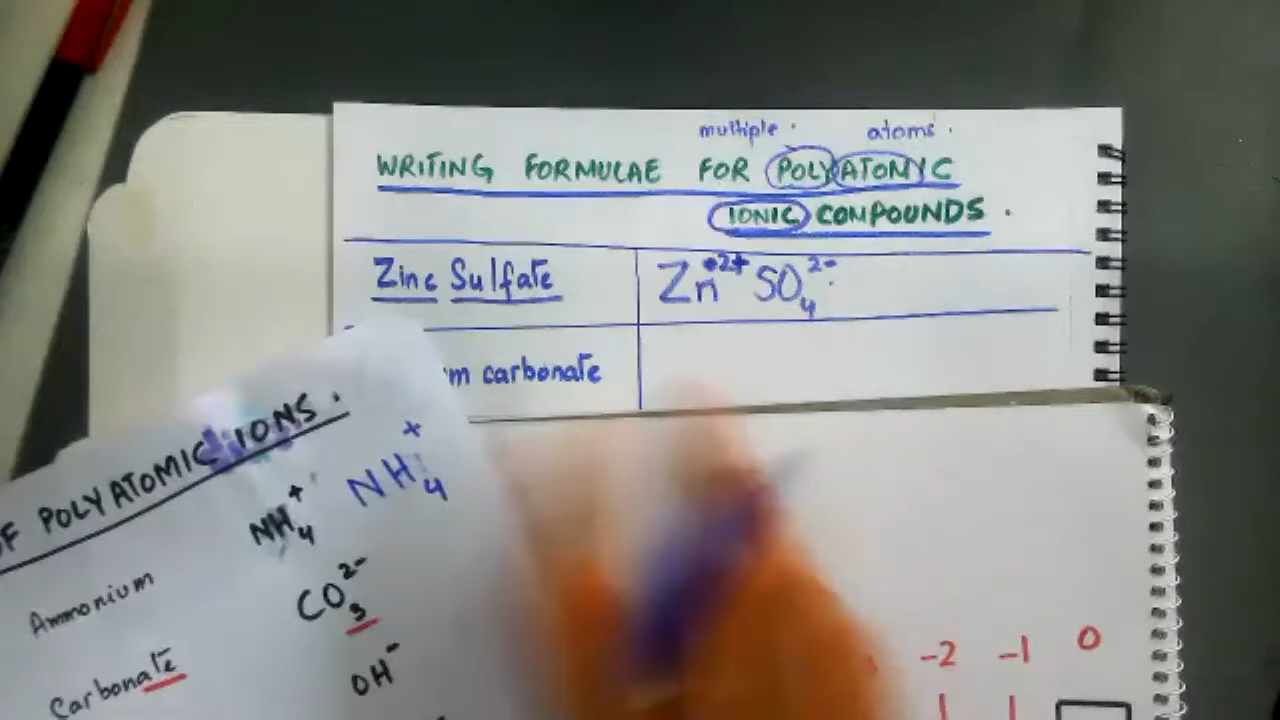 multiple . atoms .
WRITING FORMULAE FOR POLYATOMIC
IONIC COMPOUNDS .
Zinc Sulfate Zn²⁺ SO₄²⁻
carbonate
OF POLYATOMIC IONS .
Ammonium NH₄⁺ NH₄⁺
Carbonate CO₃²⁻
OH⁻
-2 -1 0